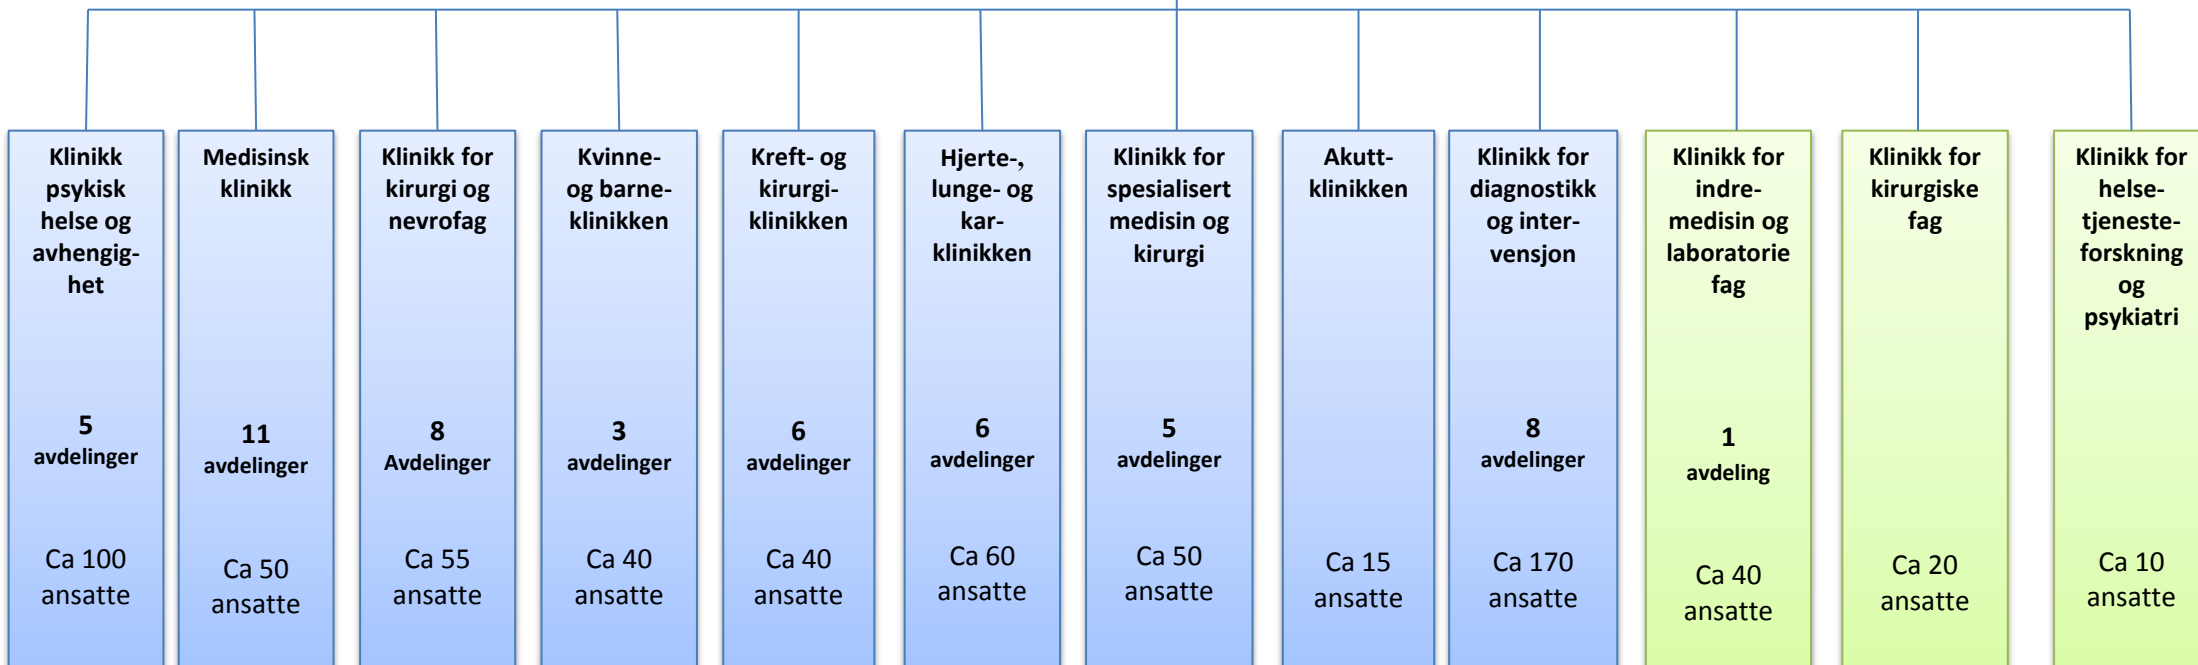 Klinikk
psykisk
helse og
avhengig-
het
5
avdelinger
Ca 100
ansatte
Medisinsk
klinikk
11
avdelinger
Ca 50
ansatte
Klinikk for
kirurgi og
nevrofag
8
Avdelinger
Ca 55
ansatte
Kvinne-
og barne-
klinikken
3
avdelinger
Ca 40
ansatte
Kreft- og
kirurgi-
klinikken
6
avdelinger
Ca 40
ansatte
Hjerte-,
lunge- og
kar-
klinikken
6
avdelinger
Ca 60
ansatte
Klinikk for
spesialisert
medisin og
kirurgi
5
avdelinger
Ca 50
ansatte
Akutt-
klinikken
Ca 15
ansatte
Klinikk for
diagnostikk
og inter-
vensjon
8
avdelinger
Ca 170
ansatte
Klinikk for
indre-
medisin og
laboratorie
fag
1
avdeling
Ca 40
ansatte
Klinikk for
kirurgiske
fag
Ca 20
ansatte
Klinikk for
helse-
tjeneste-
forskning
og
psykiatri
Ca 10
ansatte